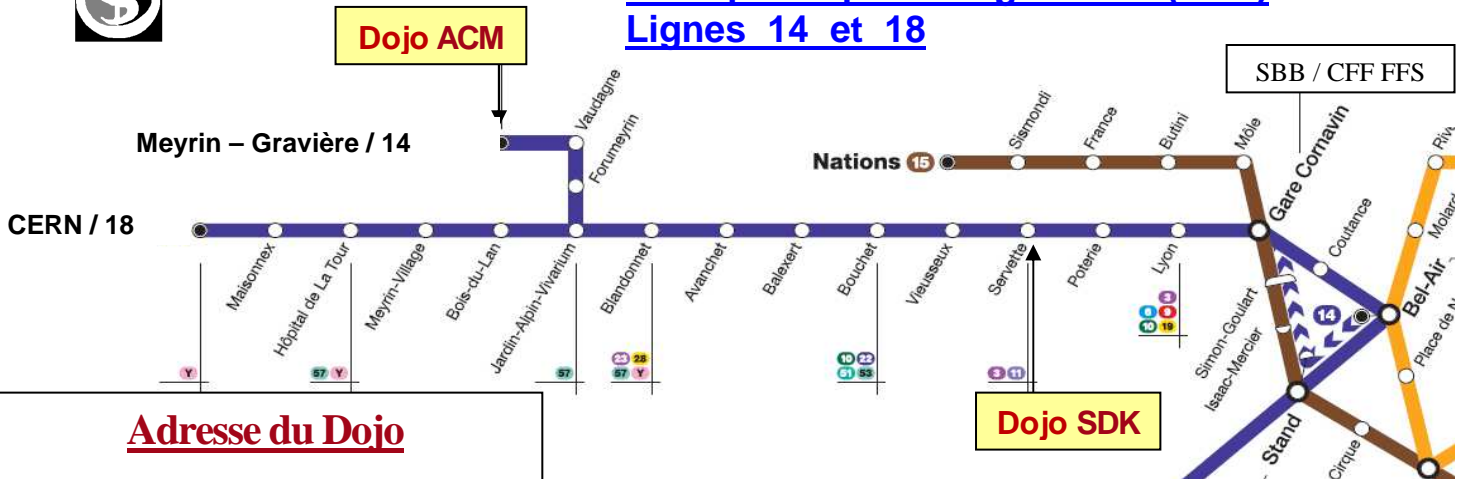 Lignes 14 et 18
Dojo ACM
SBB / CFF FFS
Meyrin – Gravière / 14
Vaudagne
Forumeyrin
Nations 15
Sismondi
France
Butini
Môle
Gare Cornavin
Coutance
Molard
CERN / 18
Maisonnex
Hôpital de La Tour
Meyrin-Village
Bois-du-Lan
Jardin-Alpin-Vivarium
Blandonnet
Avanchet
Balexert
Bouchet
Vieusseux
Servette
Poterie
Lyon
Simon-Goulart
Isaac-Mercier
14
Bel-Air
Place de
Stand
Cirque
Y
57 Y
57
23 28
57 Y
10 22
51 53
3 11
3
6 9
10 19
Dojo SDK
Adresse du Dojo